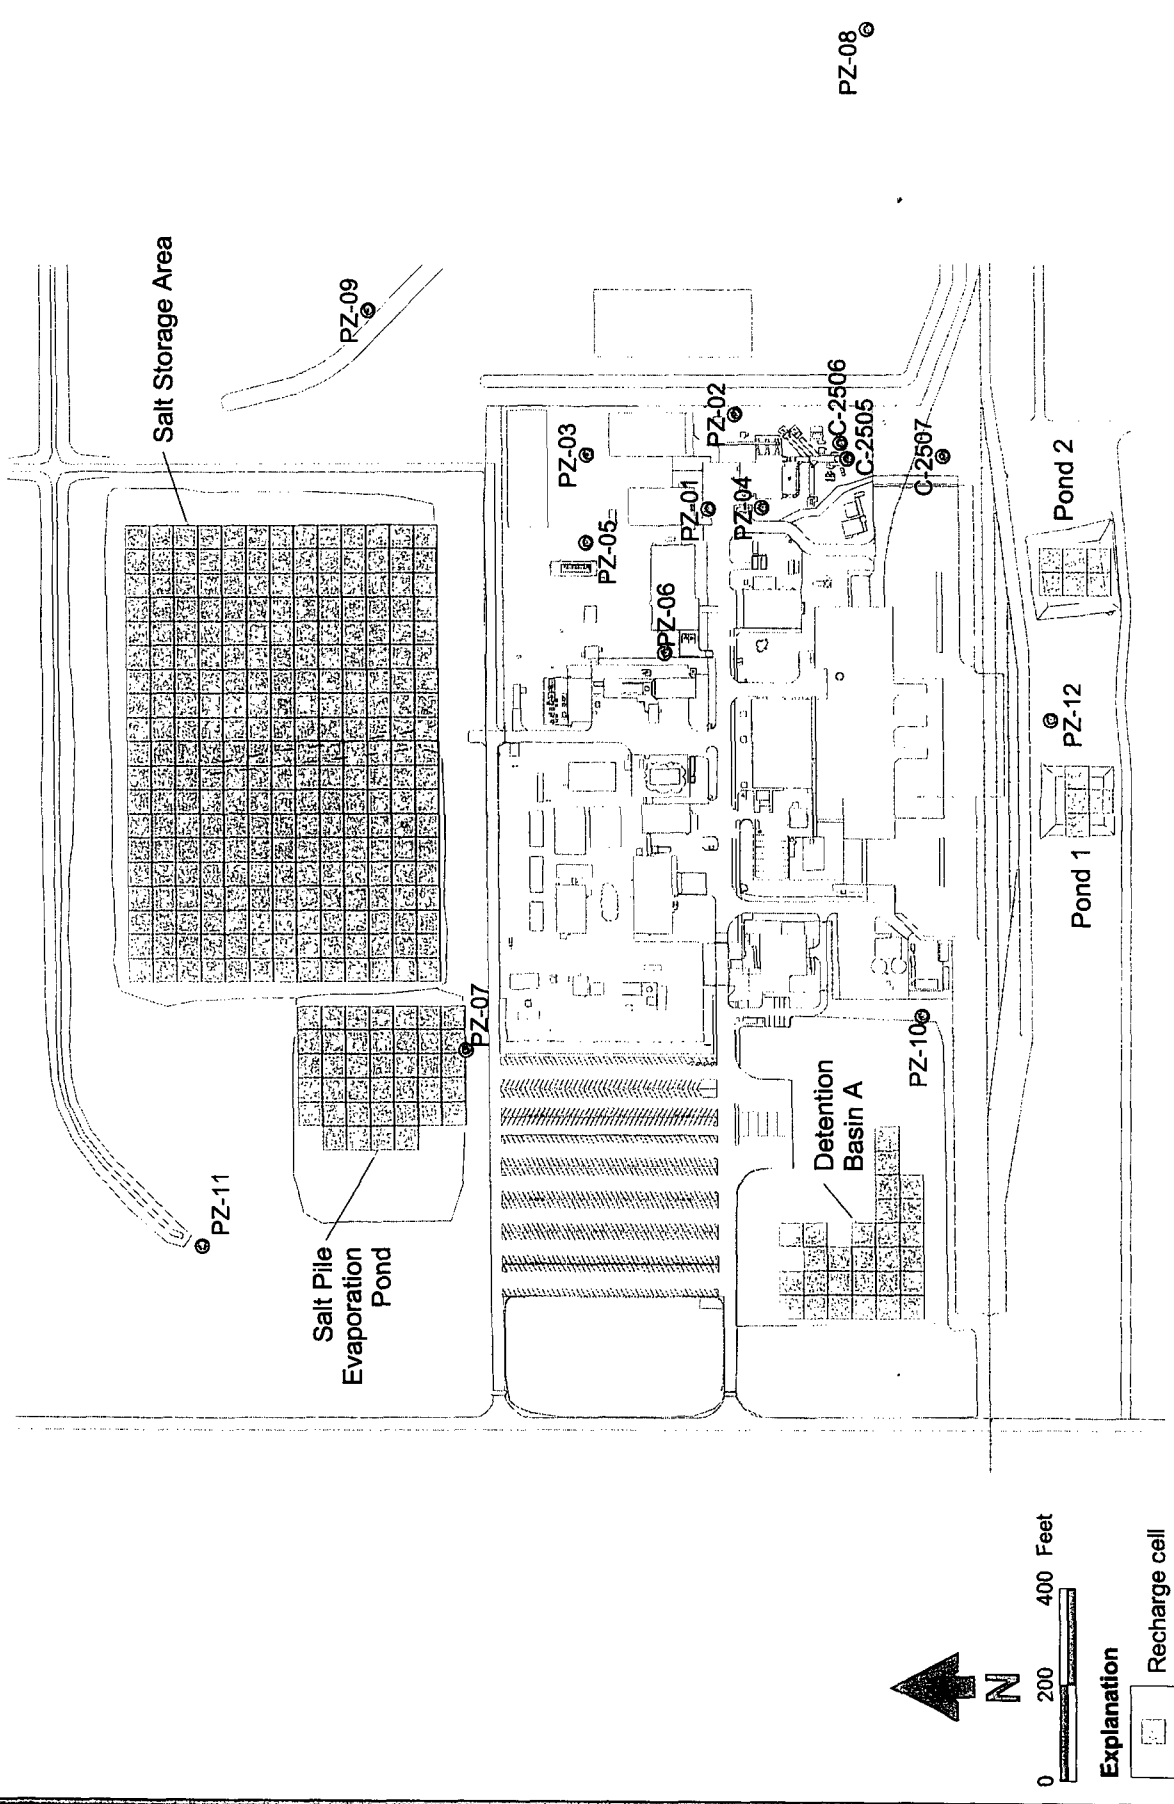 Salt Storage Area
PZ-11
Salt Pile
Evaporation
Pond
PZ-07
PZ-09
PZ-08
PZ-03
PZ-05
PZ-02
PZ-01
PZ-04
PZ-06
C-2506
C-2505
C-2507
PZ-10
Detention
Basin A
Pond 1
PZ-12
Pond 2
N
0 200 400 Feet
Explanation
Recharge cell